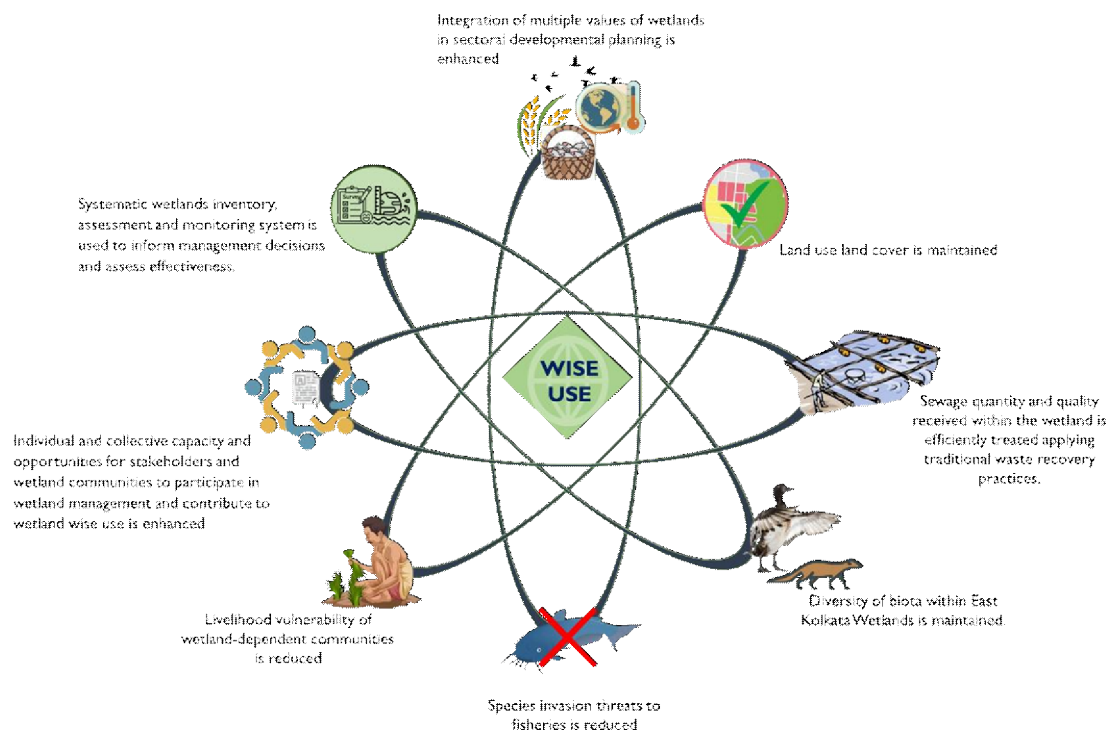 Integration of multiple values of wetlands
in sectoral developmental planning is
enhanced
Systematic wetlands inventory,
assessment and monitoring system is
used to inform management decisions
and assess effectiveness.
Land use land cover is maintained
WISE
USE
Sewage quantity and quality
received within the wetland is
efficiently treated applying
traditional waste recovery
practices.
Individual and collective capacity and
opportunities for stakeholders and
wetland communities to participate in
wetland management and contribute to
wetland wise use is enhanced
Diversity of biota within East
Kolkata Wetlands is maintained.
Livelihood vulnerability of
wetland-dependent communities
is reduced
Species invasion threats to
fisheries is reduced